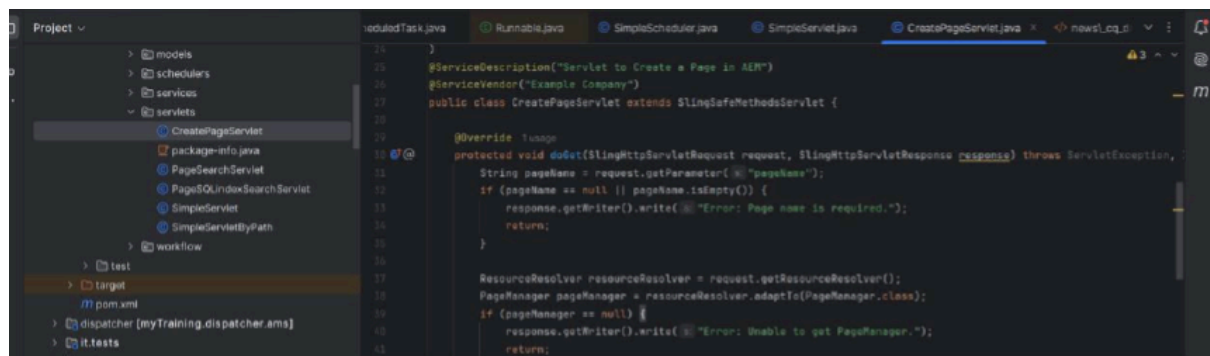 Project
models
schedulers
services
servlets
CreatePageServlet
package-info.java
PageSearchServlet
PageSQLindexSearchServlet
SimpleServlet
SimpleServletByPath
workflow
test
target
pom.xml
dispatcher [myTraining.dispatcher.ams]
it.tests
heduledTask.java Runnable.java SimpleScheduler.java SimpleServlet.java CreatePageServlet.java
3
24 }
25 @ServiceDescription("Servlet to Create a Page in AEM")
26 @ServiceVendor("Example Company")
27 public class CreatePageServlet extends SlingSafeMethodsServlet {
28
29 @Override 1 usage
30 protected void doGet(SlingHttpServletRequest request, SlingHttpServletResponse response) throws ServletException,
31 String pageName = request.getParameter( s: "pageName");
32 if (pageName == null || pageName.isEmpty()) {
33 response.getWriter().write( s: "Error: Page name is required.");
34 return;
35 }
36
37 ResourceResolver resourceResolver = request.getResourceResolver();
38 PageManager pageManager = resourceResolver.adaptTo(PageManager.class);
39 if (pageManager == null) {
40 response.getWriter().write( s: "Error: Unable to get PageManager.");
41 return;